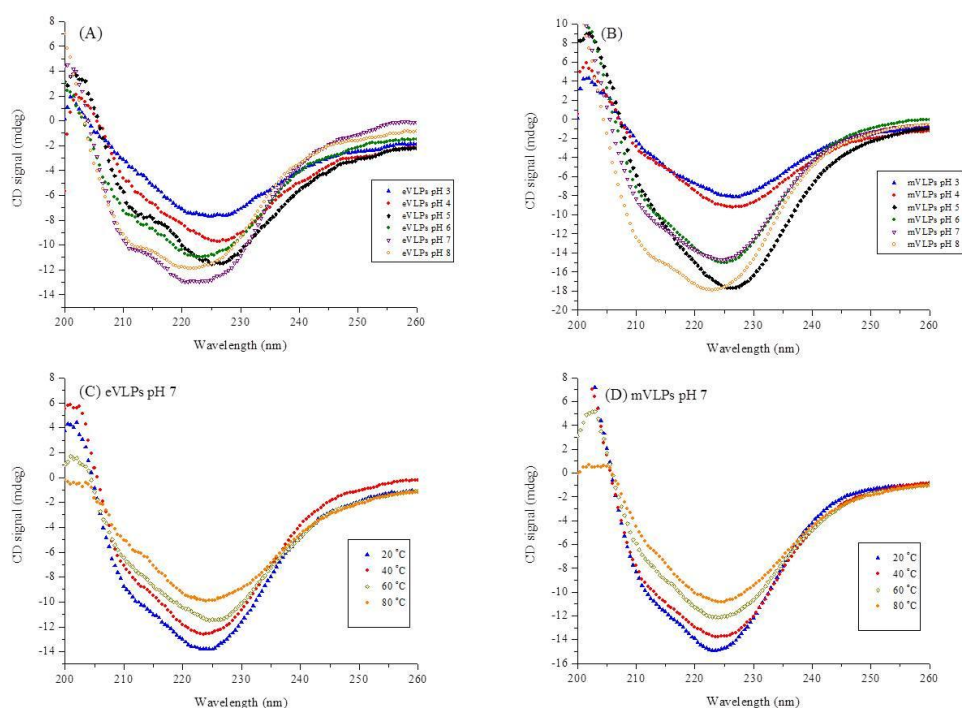 (A)
CD signal (mdeg)
8
6
4
2
0
-2
-4
-6
-8
-10
-12
-14
200 210 220 230 240 250 260
Wavelength (nm)
eVLPs pH 3
eVLPs pH 4
eVLPs pH 5
eVLPs pH 6
eVLPs pH 7
eVLPs pH 8
(B)
CD signal (mdeg)
10
8
6
4
2
0
-2
-4
-6
-8
-10
-12
-14
-16
-18
-20
200 210 220 230 240 250 260
Wavelength (nm)
mVLPs pH 3
mVLPs pH 4
mVLPs pH 5
mVLPs pH 6
mVLPs pH 7
mVLPs pH 8
(C) eVLPs pH 7
CD signal (mdeg)
8
6
4
2
0
-2
-4
-6
-8
-10
-12
-14
200 210 220 230 240 250 260
Wavelength (nm)
20 °C
40 °C
60 °C
80 °C
(D) mVLPs pH 7
CD signal (mdeg)
8
6
4
2
0
-2
-4
-6
-8
-10
-12
-14
-16
200 210 220 230 240 250 260
Wavelength (nm)
20 °C
40 °C
60 °C
80 °C